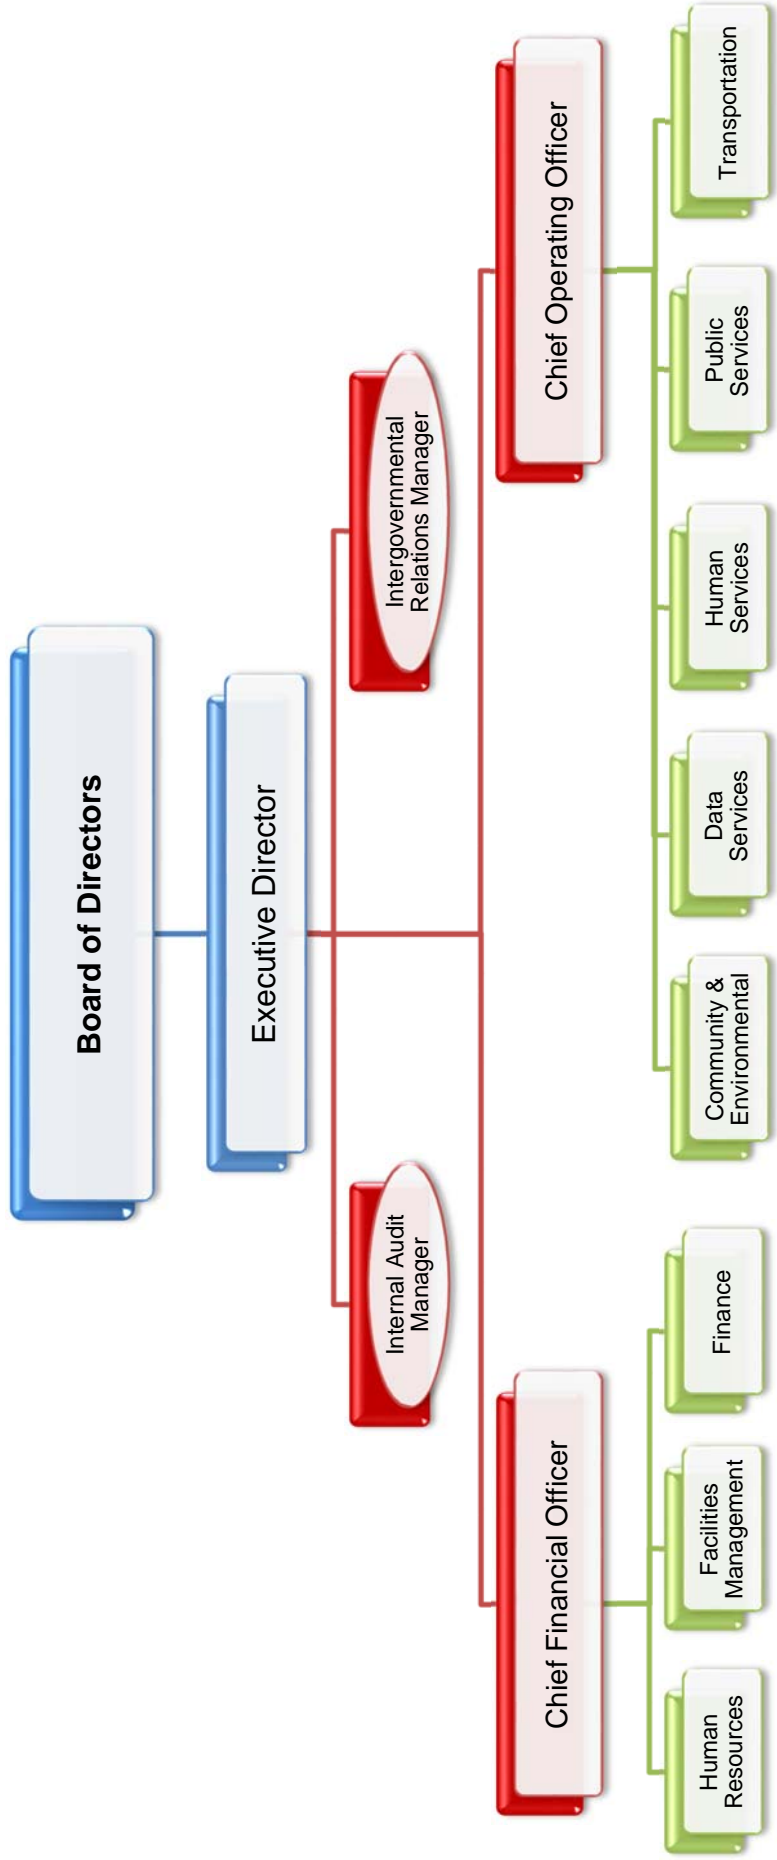 Board of Directors
Executive Director
Internal Audit
Manager
Intergovernmental
Relations Manager
Chief Financial Officer
Chief Operating Officer
Human
Resources
Facilities
Management
Finance
Community &
Environmental
Data
Services
Human
Services
Public
Services
Transportation